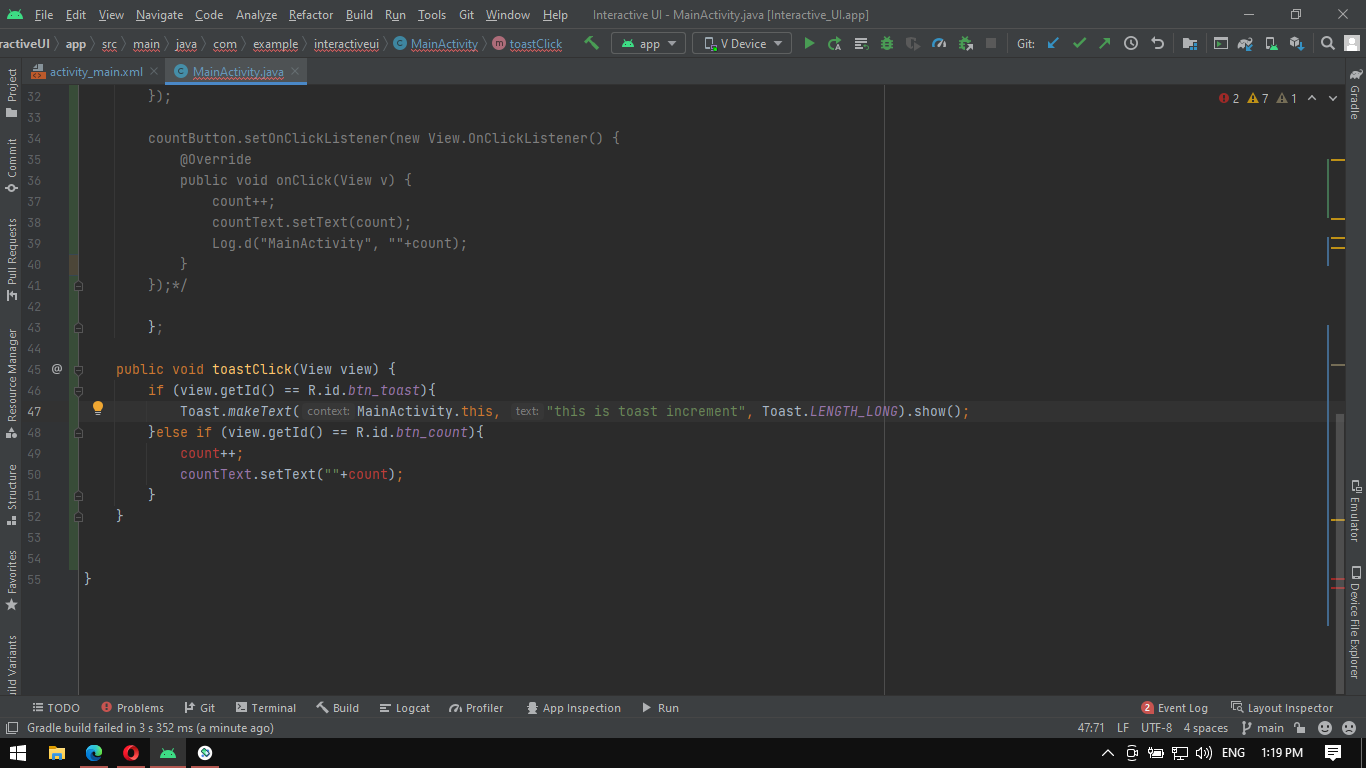 File Edit View Navigate Code Analyze Refactor Build Run Tools Git Window Help Interactive UI - MainActivity.java [Interactive_UI.app]
ractiveUI app src main java com example interactiveui MainActivity toastClick app V Device Git:
activity_main.xml MainActivity.java
2 7 1
32 });
33
34 countButton.setOnClickListener(new View.OnClickListener() {
35 @Override
36 public void onClick(View v) {
37 count++;
38 countText.setText(count);
39 Log.d("MainActivity", ""+count);
40 }
41 });*/
42
43 };
44
45 @ public void toastClick(View view) {
46 if (view.getId() == R.id.btn_toast){
47 Toast.makeText( context: MainActivity.this, text: "this is toast increment", Toast.LENGTH_LONG).show();
48 }else if (view.getId() == R.id.btn_count){
49 count++;
50 countText.setText(""+count);
51 }
52 }
53
54
55 }
Project
Commit
Pull Requests
Resource Manager
Structure
Favorites
ild Variants
Gradle
Emulator
Device File Explorer
TODO Problems Git Terminal Build Logcat Profiler App Inspection Run 2 Event Log Layout Inspector
Gradle build failed in 3 s 352 ms (a minute ago) 47:71 LF UTF-8 4 spaces main
ENG 1:19 PM